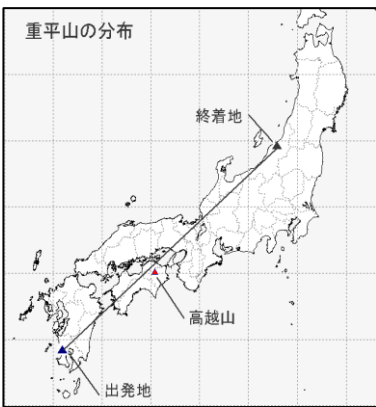 重平山の分布
終着地
高越山
出発地